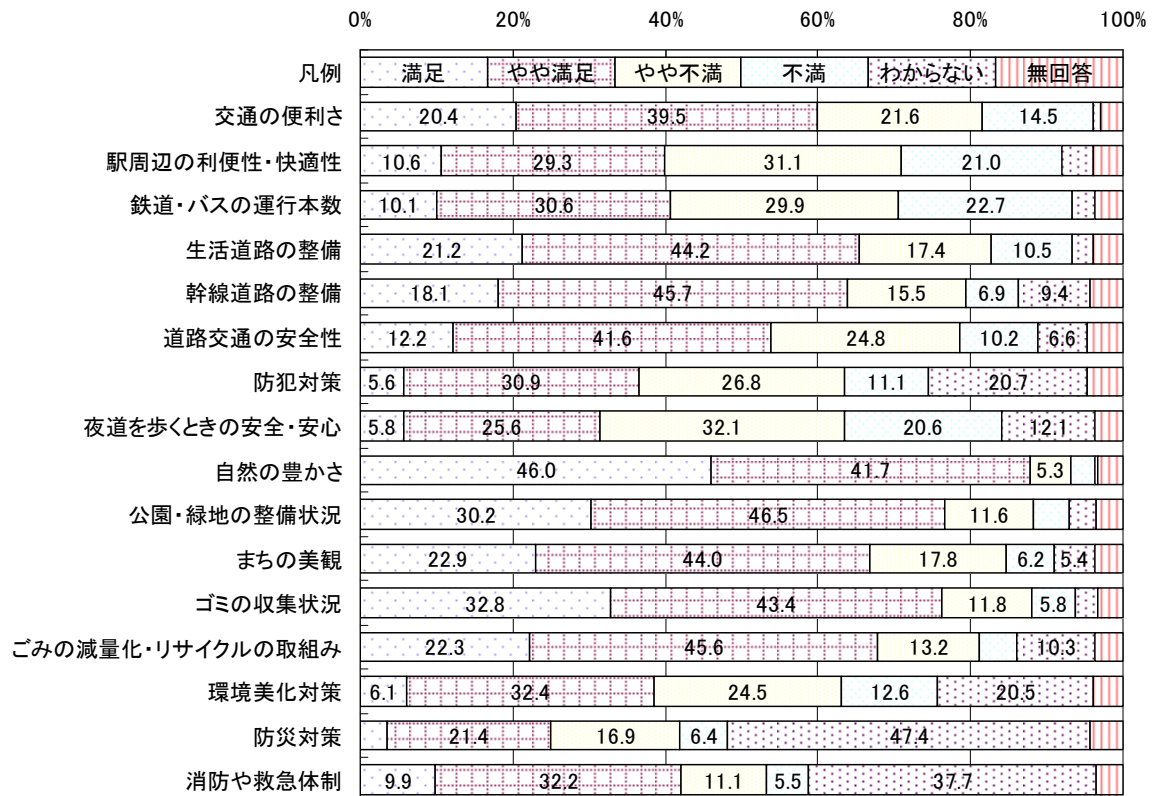 0% 20% 40% 60% 80% 100%
凡例 満足 やや満足 やや不満 不満 わからない 無回答
交通の便利さ 20.4 39.5 21.6 14.5
駅周辺の利便性・快適性 10.6 29.3 31.1 21.0
鉄道・バスの運行本数 10.1 30.6 29.9 22.7
生活道路の整備 21.2 44.2 17.4 10.5
幹線道路の整備 18.1 45.7 15.5 6.9 9.4
道路交通の安全性 12.2 41.6 24.8 10.2 6.6
防犯対策 5.6 30.9 26.8 11.1 20.7
夜道を歩くときの安全・安心 5.8 25.6 32.1 20.6 12.1
自然の豊かさ 46.0 41.7 5.3
公園・緑地の整備状況 30.2 46.5 11.6
まちの美観 22.9 44.0 17.8 6.2 5.4
ゴミの収集状況 32.8 43.4 11.8 5.8
ごみの減量化・リサイクルの取組み 22.3 45.6 13.2 10.3
環境美化対策 6.1 32.4 24.5 12.6 20.5
防災対策 21.4 16.9 6.4 47.4
消防や救急体制 9.9 32.2 11.1 5.5 37.7